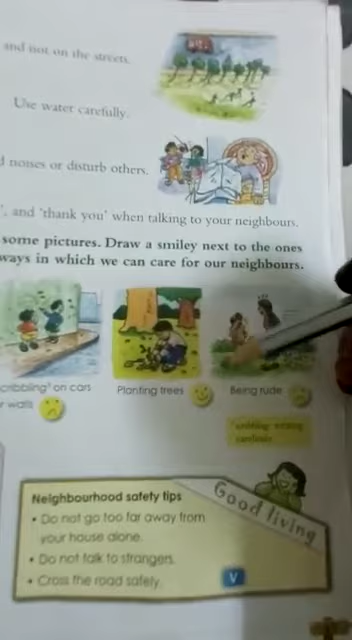 and not on the streets.
Use water carefully.
noises or disturb others.
and 'thank you' when talking to your neighbours.
some pictures. Draw a smiley next to the ones
ways in which we can care for our neighbours.
on cars
walls
Planting trees
Being rude
Neighbourhood safety tips
• Do not go too far away from
your house alone.
• Do not talk to strangers.
• Cross the road safely.
Good living
V